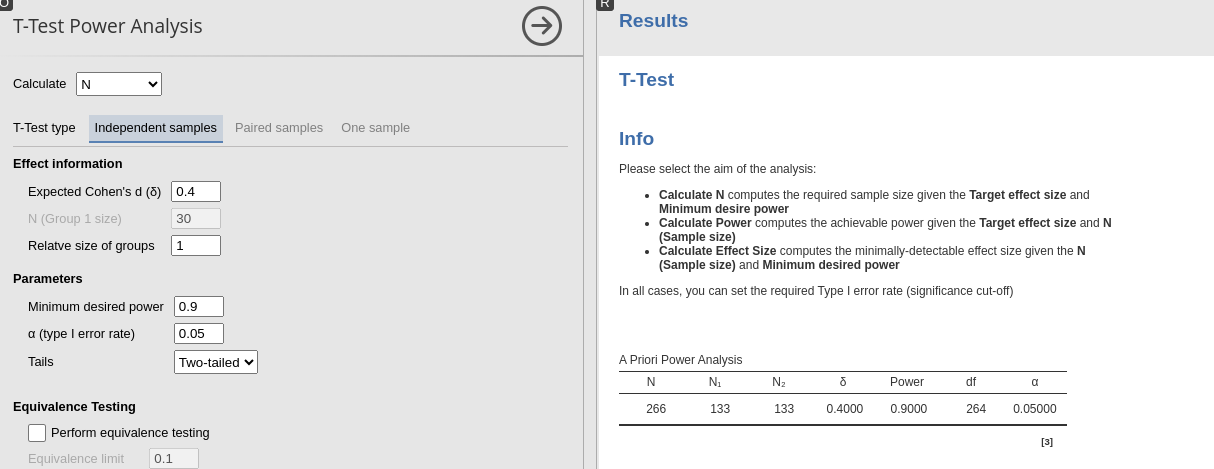 O
T-Test Power Analysis
Calculate N
T-Test type Independent samples Paired samples One sample
Effect information
Expected Cohen's d (δ) 0.4
N (Group 1 size) 30
Relatve size of groups 1
Parameters
Minimum desired power 0.9
α (type I error rate) 0.05
Tails Two-tailed
Equivalence Testing
Perform equivalence testing
Equivalence limit 0.1
R
Results
T-Test
Info
Please select the aim of the analysis:
• Calculate N computes the required sample size given the Target effect size and
Minimum desire power
• Calculate Power computes the achievable power given the Target effect size and N
(Sample size)
• Calculate Effect Size computes the minimally-detectable effect size given the N
(Sample size) and Minimum desired power
In all cases, you can set the required Type I error rate (significance cut-off)
A Priori Power Analysis
N N₁ N₂ δ Power df α
266 133 133 0.4000 0.9000 264 0.05000
[3]